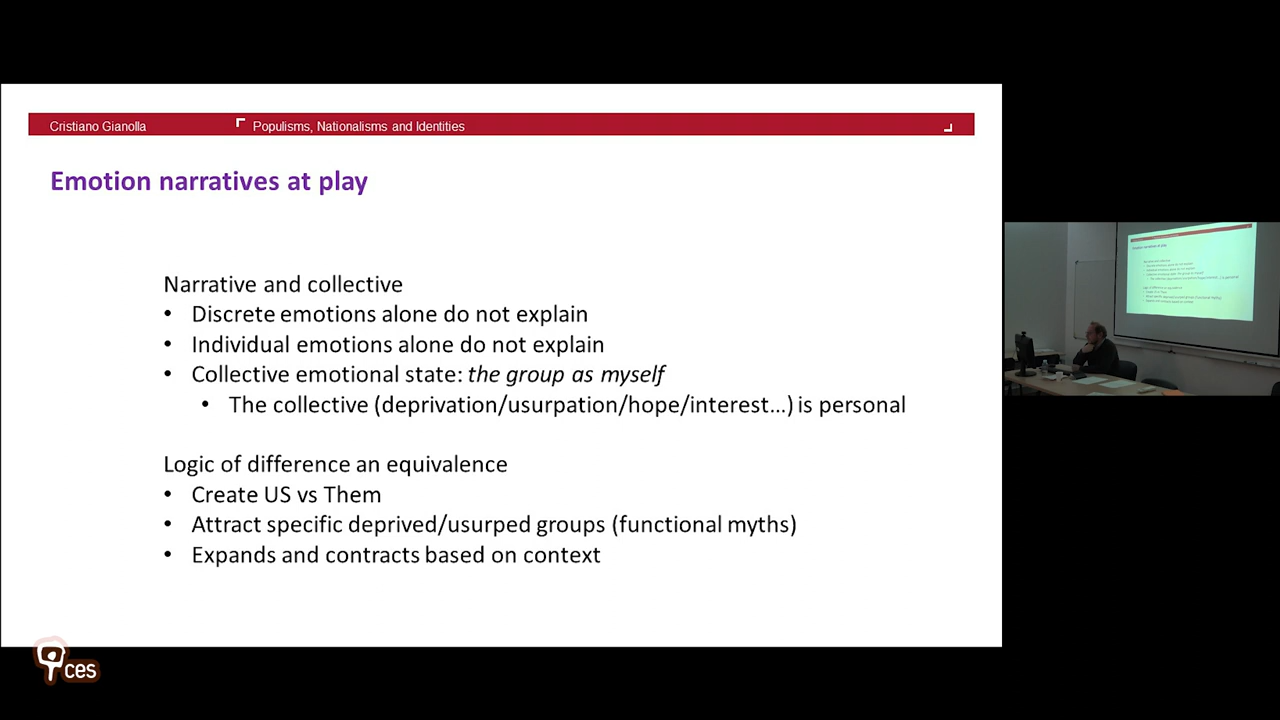 Cristiano Gianolla
Populisms, Nationalisms and Identities
Emotion narratives at play
Narrative and collective
• Discrete emotions alone do not explain
• Individual emotions alone do not explain
• Collective emotional state: the group as myself
• The collective (deprivation/usurpation/hope/interest...) is personal
Logic of difference an equivalence
• Create US vs Them
• Attract specific deprived/usurped groups (functional myths)
• Expands and contracts based on context
ces